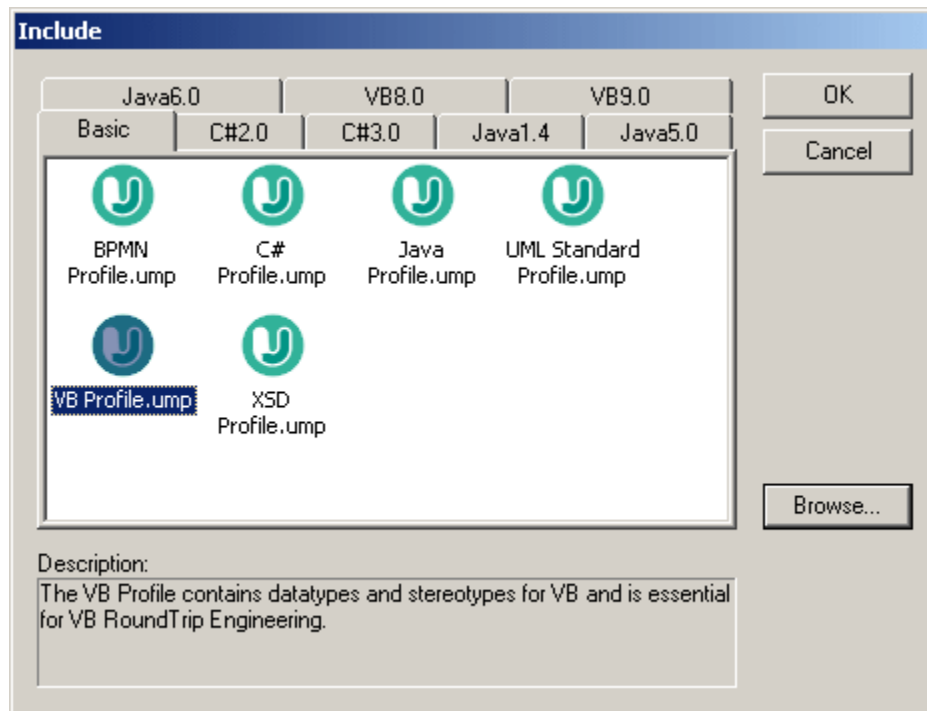 Include
Java6.0 VB8.0 VB9.0
OK
Basic C#2.0 C#3.0 Java1.4 Java5.0
Cancel
BPMN
Profile.ump
C#
Profile.ump
Java
Profile.ump
UML Standard
Profile.ump
VB Profile.ump
XSD
Profile.ump
Browse...
Description:
The VB Profile contains datatypes and stereotypes for VB and is essential
for VB RoundTrip Engineering.